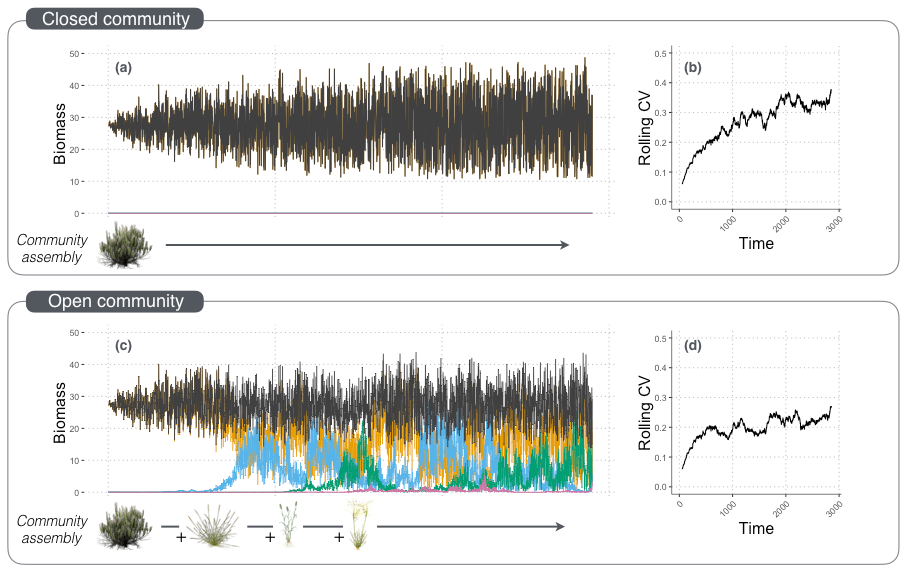 Closed community
(a)
Biomass
50
40
30
20
10
0
Community
assembly
(b)
Rolling CV
0.5
0.4
0.3
0.2
0.1
0.0
0
1000
2000
3000
Time
Open community
(c)
Biomass
50
40
30
20
10
0
Community
assembly
+
+
+
(d)
Rolling CV
0.5
0.4
0.3
0.2
0.1
0.0
0
1000
2000
3000
Time